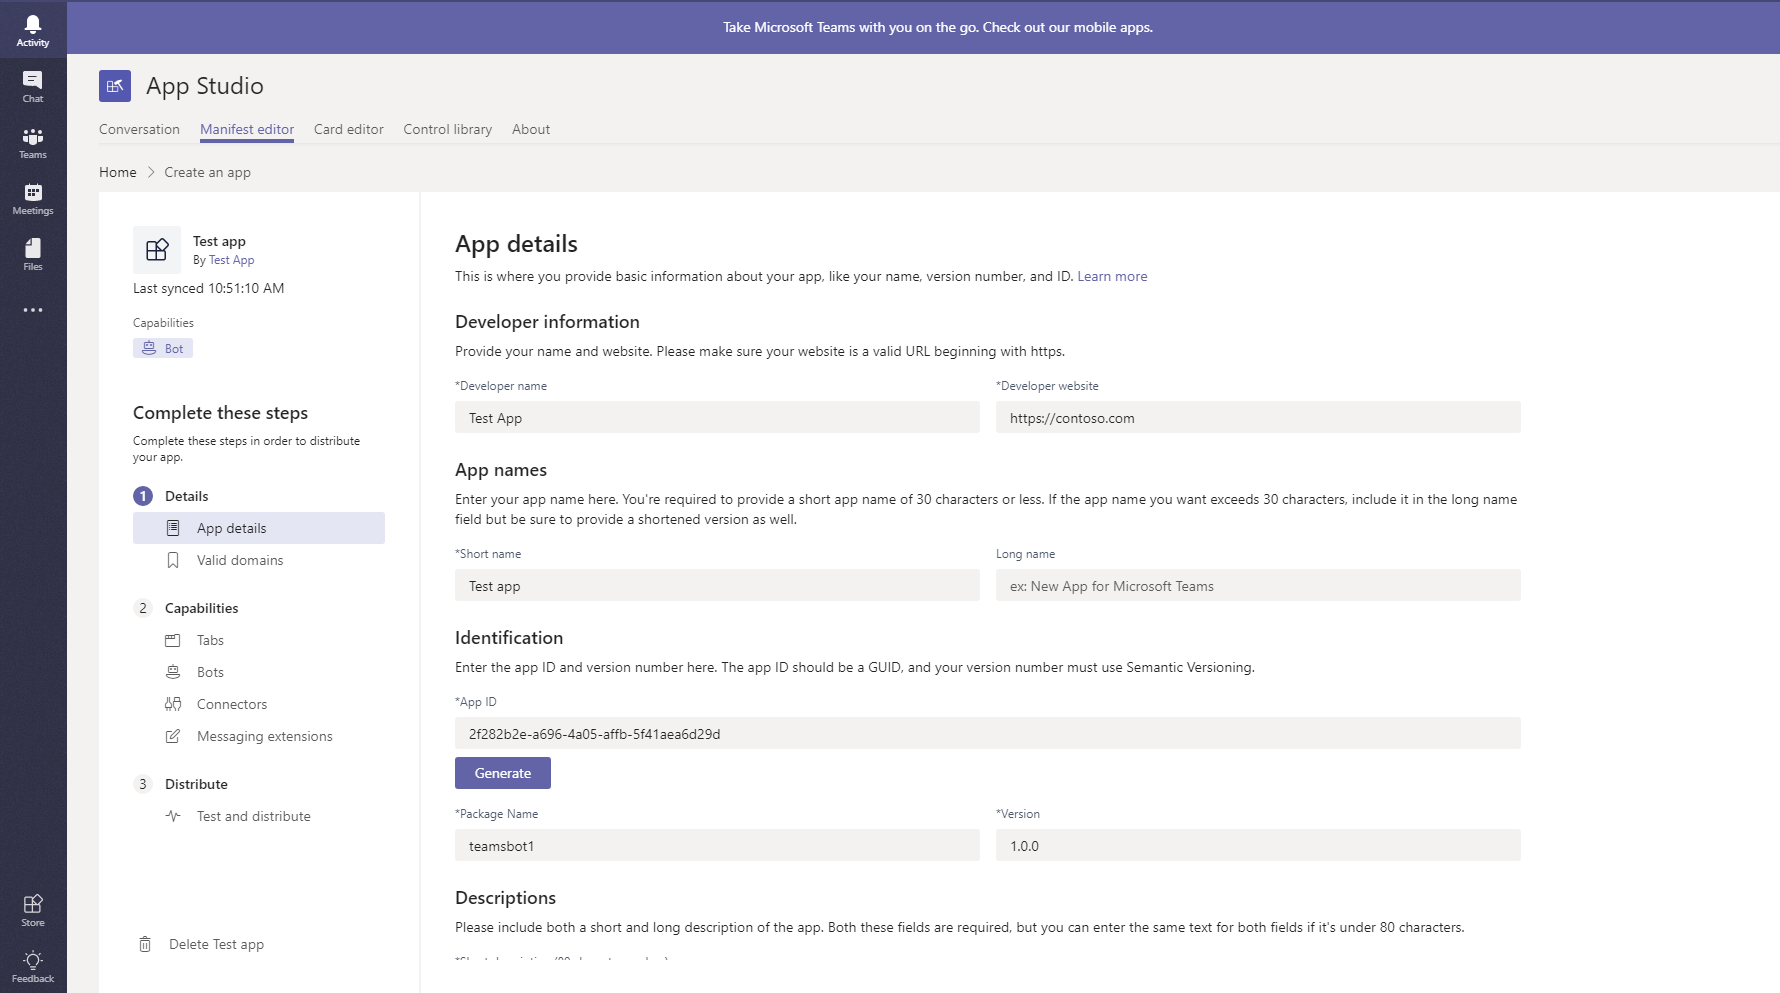 Take Microsoft Teams with you on the go. Check out our mobile apps.
Activity
Chat
Teams
Meetings
Files
Store
Feedback
App Studio
Conversation Manifest editor Card editor Control library About
Home > Create an app
Test app
By Test App
Last synced 10:51:10 AM
Capabilities
Bot
Complete these steps
Complete these steps in order to distribute
your app.
1 Details
App details
Valid domains
2 Capabilities
Tabs
Bots
Connectors
Messaging extensions
3 Distribute
Test and distribute
Delete Test app
App details
This is where you provide basic information about your app, like your name, version number, and ID. Learn more
Developer information
Provide your name and website. Please make sure your website is a valid URL beginning with https.
*Developer name *Developer website
Test App https://contoso.com
App names
Enter your app name here. You're required to provide a short app name of 30 characters or less. If the app name you want exceeds 30 characters, include it in the long name
field but be sure to provide a shortened version as well.
*Short name Long name
Test app ex: New App for Microsoft Teams
Identification
Enter the app ID and version number here. The app ID should be a GUID, and your version number must use Semantic Versioning.
*App ID
2f282b2e-a696-4a05-affb-5f41aea6d29d
Generate
*Package Name *Version
teamsbot1 1.0.0
Descriptions
Please include both a short and long description of the app. Both these fields are required, but you can enter the same text for both fields if it's under 80 characters.